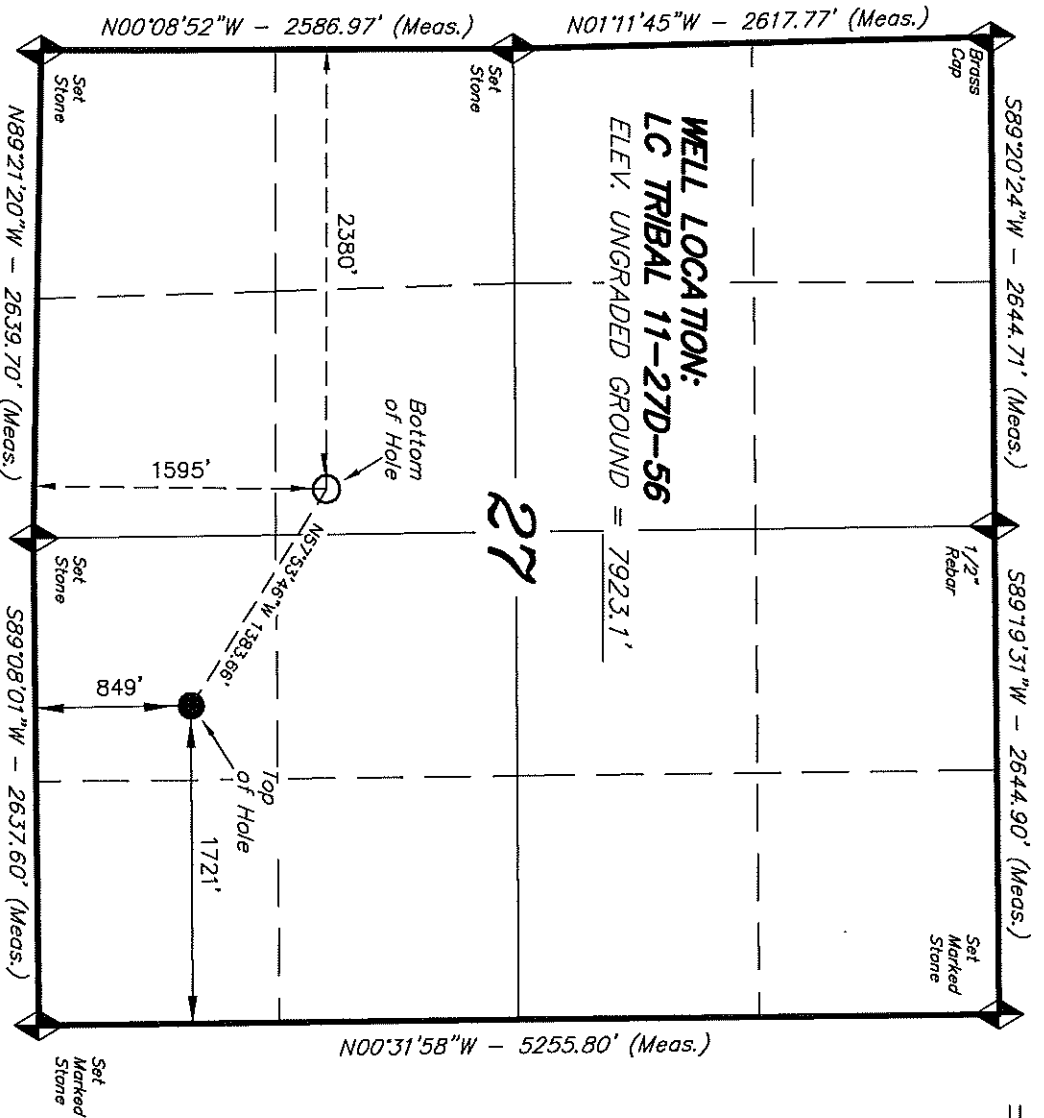 N00°08'52"W - 2586.97' (Meas.)
N01°11'45"W - 2617.77' (Meas.)
S89°20'24"W - 2644.71' (Meas.)
S89°19'31"W - 2644.90' (Meas.)
Brass
Cap
1/2"
Rebar
Set
Marked
Stone
WELL LOCATION:
LC TRIBAL 11-27D-56
ELEV. UNGRADED GROUND = 7923.1'
Set
Stone
27
2380'
Bottom
of Hole
1595'
N57°53'46"W 1383.66'
849'
Top
of Hole
1721'
Set
Stone
Set
Stone
Set
Marked
Stone
N89°21'20"W - 2639.70' (Meas.)
S89°08'01"W - 2637.60' (Meas.)
N00°31'58"W - 5255.80' (Meas.)